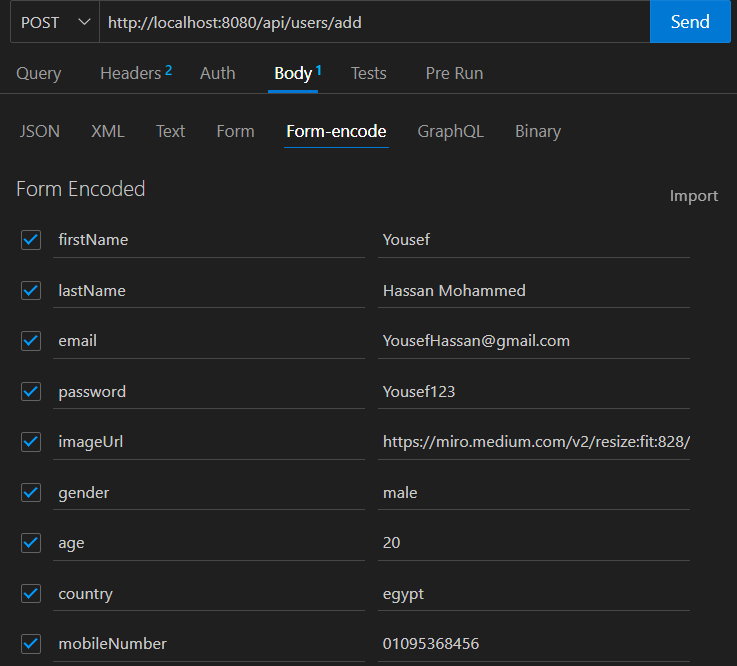 POST http://localhost:8080/api/users/add Send
Query Headers 2 Auth Body 1 Tests Pre Run
JSON XML Text Form Form-encode GraphQL Binary
Form Encoded
Import
firstName Yousef
lastName Hassan Mohammed
email YousefHassan@gmail.com
password Yousef123
imageUrl https://miro.medium.com/v2/resize:fit:828/
gender male
age 20
country egypt
mobileNumber 01095368456